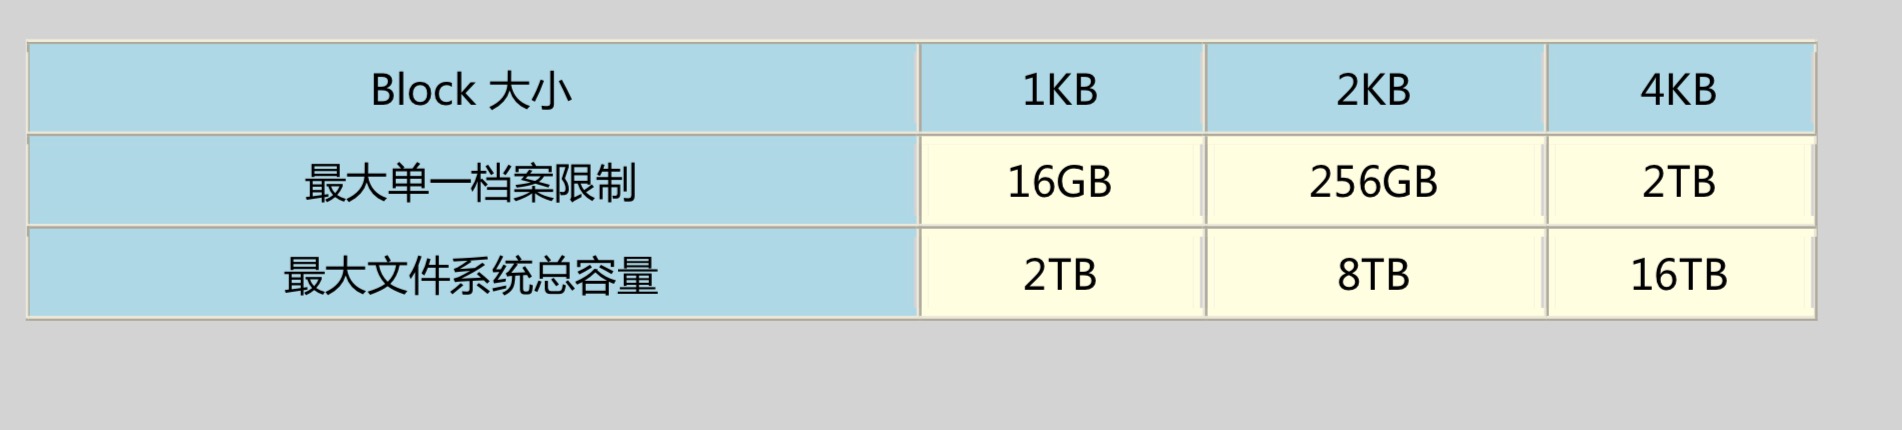 Block 大小 1KB 2KB 4KB
最大单一档案限制 16GB 256GB 2TB
最大文件系统总容量 2TB 8TB 16TB